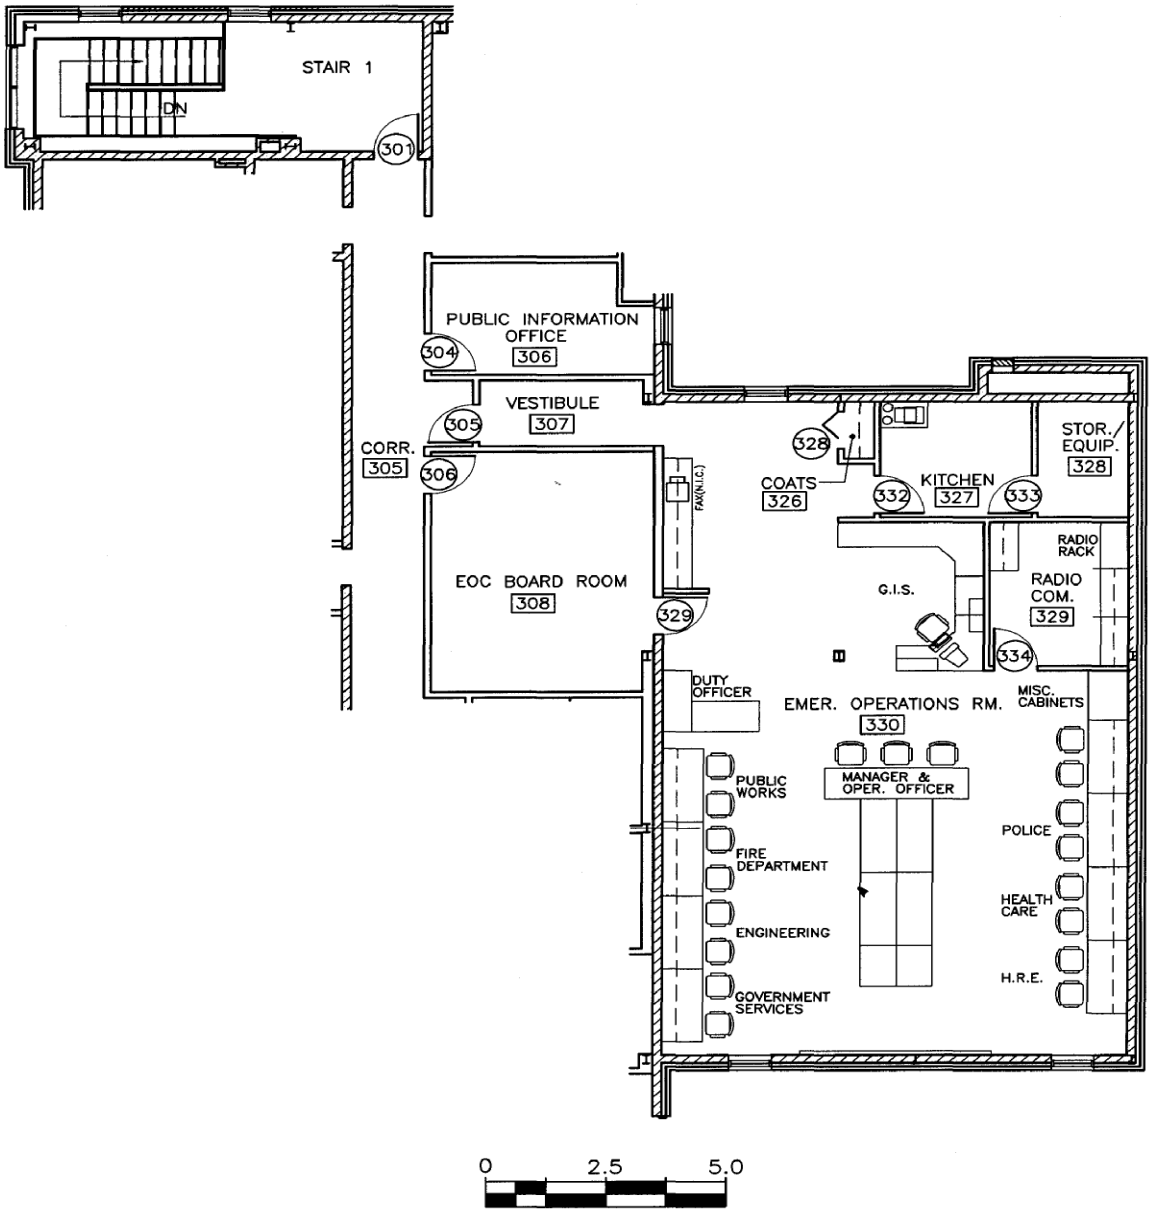 STAIR 1
DN
301
PUBLIC INFORMATION
OFFICE
306
304
VESTIBULE
307
305
CORR.
305
306
EOC BOARD ROOM
308
FAX(N.I.C.)
329
328
COATS
326
KITCHEN
327
332
333
STOR./
EQUIP.
328
G.I.S.
RADIO
RACK
RADIO
COM.
329
334
DUTY
OFFICER
EMER. OPERATIONS RM.
330
MISC.
CABINETS
MANAGER &
OPER. OFFICER
PUBLIC
WORKS
FIRE
DEPARTMENT
ENGINEERING
GOVERNMENT
SERVICES
POLICE
HEALTH
CARE
H.R.E.
0 2.5 5.0